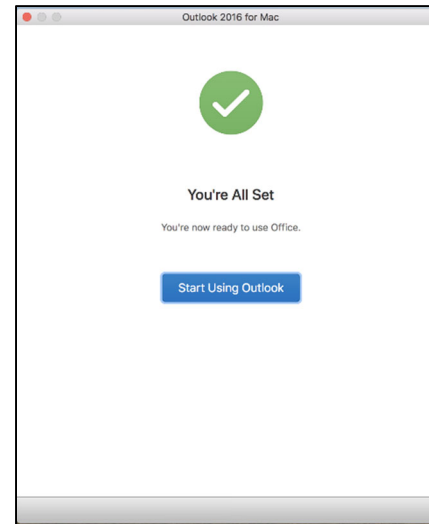 Outlook 2016 for Mac
You're All Set
You're now ready to use Office.
Start Using Outlook